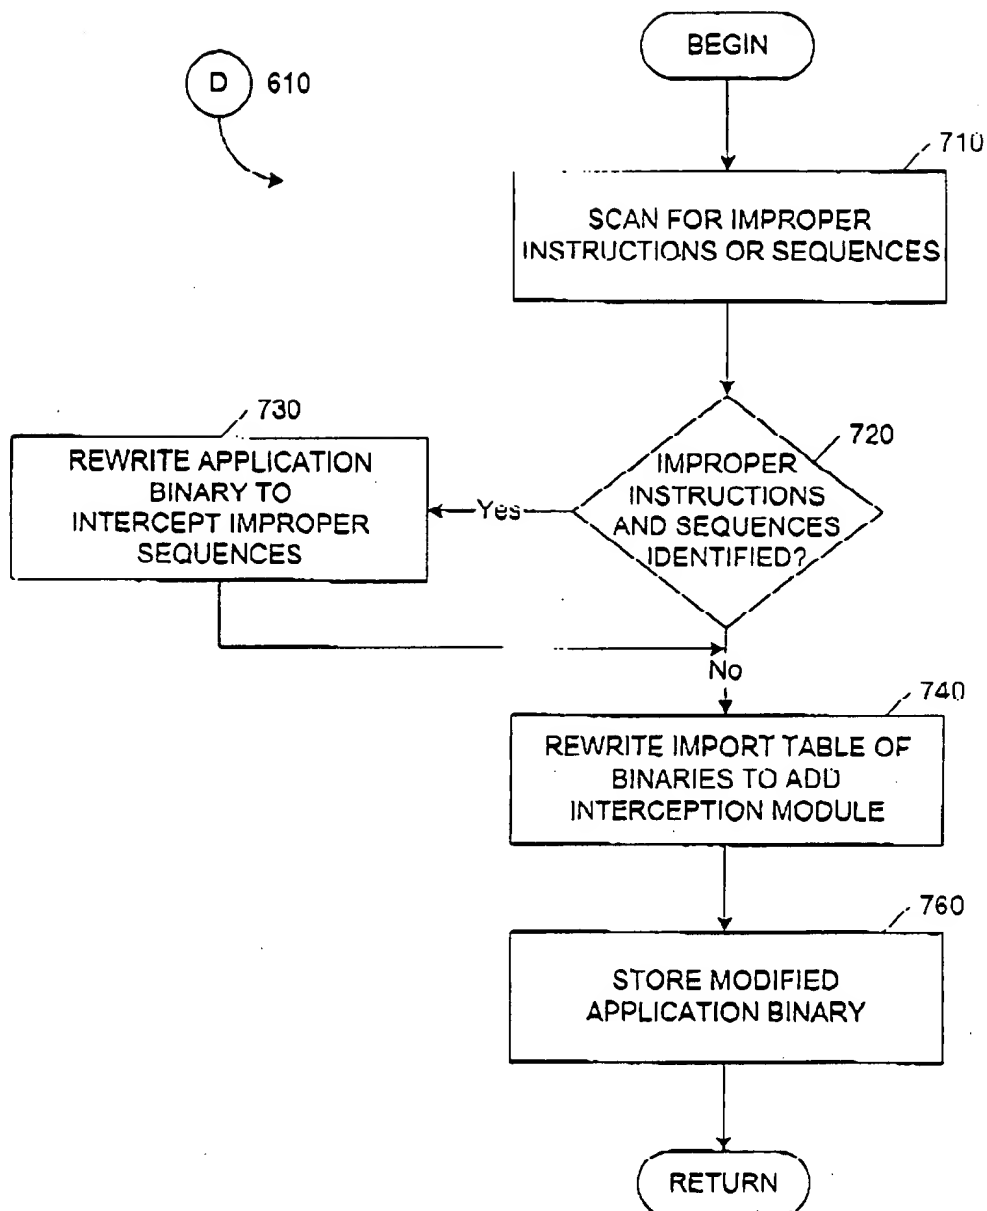 BEGIN
D
610
710
SCAN FOR IMPROPER
INSTRUCTIONS OR SEQUENCES
720
IMPROPER
INSTRUCTIONS
AND SEQUENCES
IDENTIFIED?
Yes
730
REWRITE APPLICATION
BINARY TO
INTERCEPT IMPROPER
SEQUENCES
No
740
REWRITE IMPORT TABLE OF
BINARIES TO ADD
INTERCEPTION MODULE
760
STORE MODIFIED
APPLICATION BINARY
RETURN